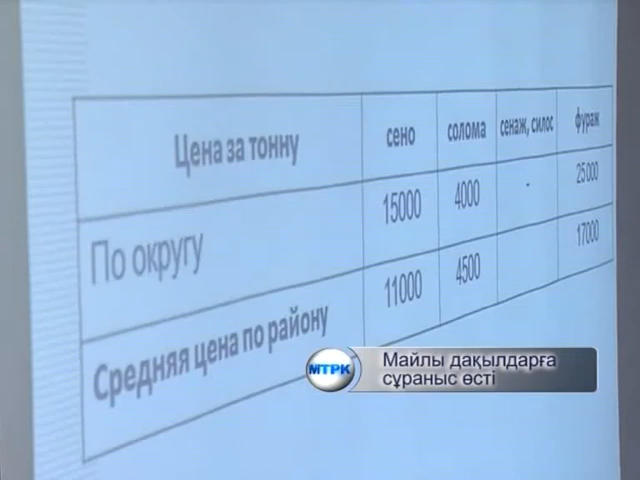 Цена за тонну сено солома сенаж, силос фураж
По округу 15000 4000 - 25000
Средняя цена по району 11000 4500 17000
МТРК
Майлы дақылдарға
сұраныс өсті